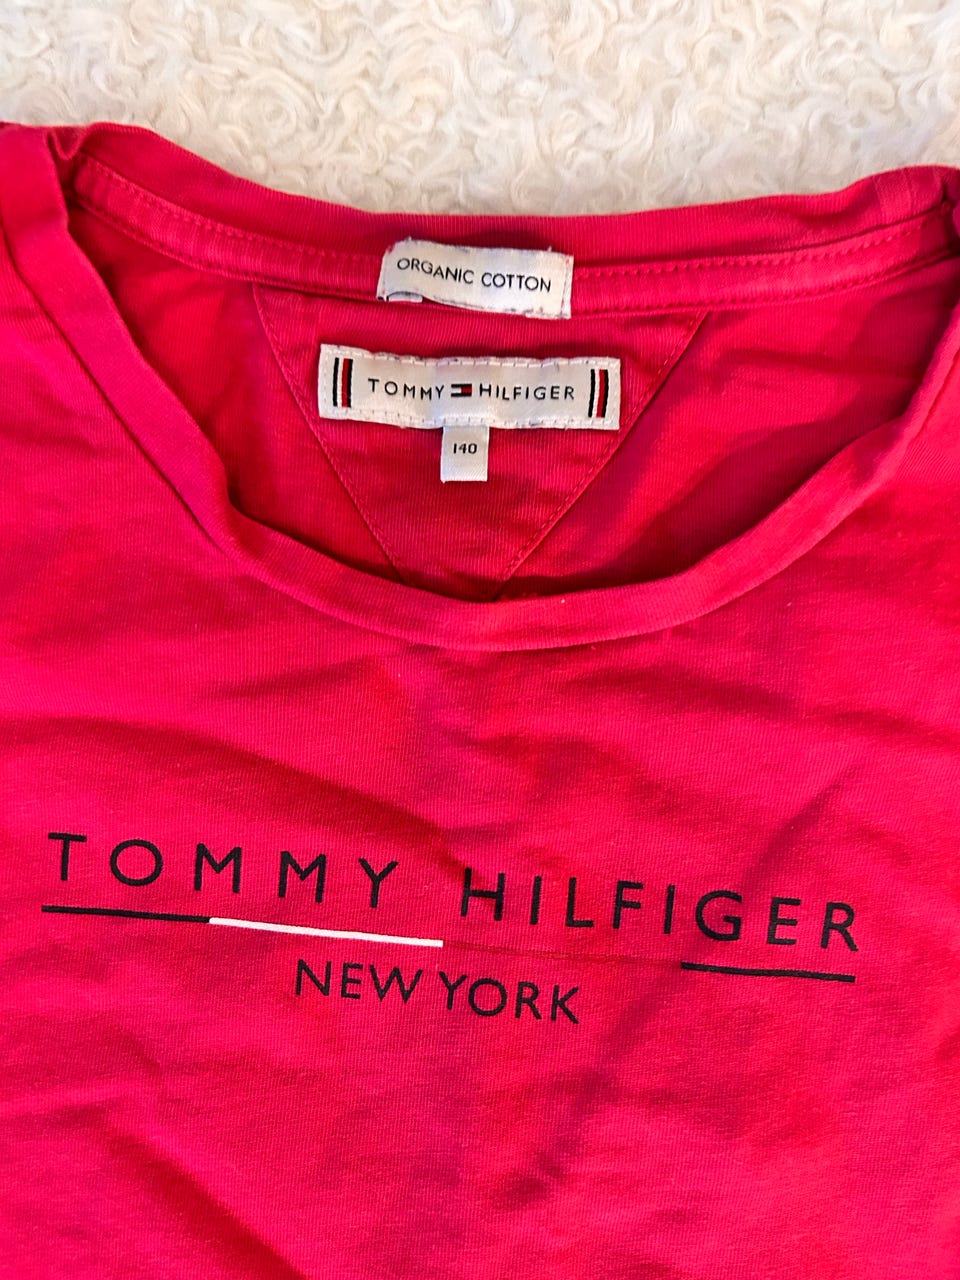 ORGANIC COTTON
TOMMY HILFIGER
140
TOMMY HILFIGER
NEW YORK